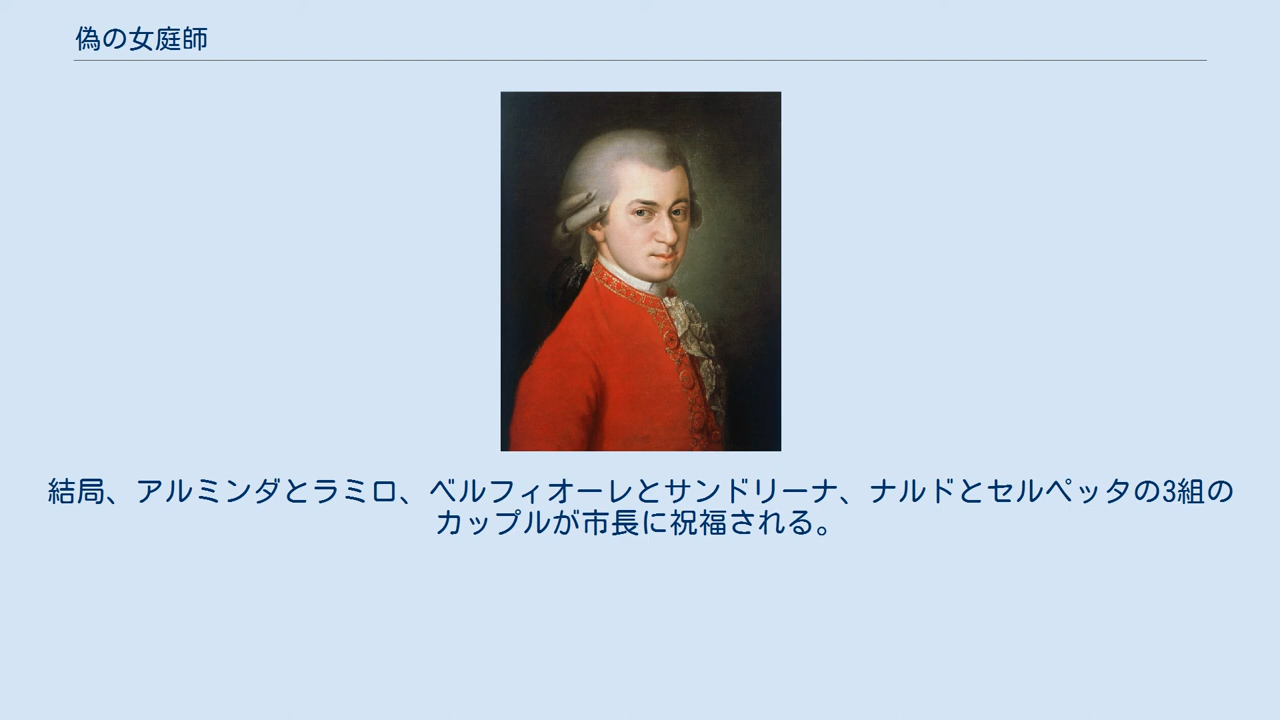 偽の女庭師
結局、アルミンダとラミロ、ベルフィオーレとサンドリーナ、ナルドとセルペッタの3組の
カップルが市長に祝福される。